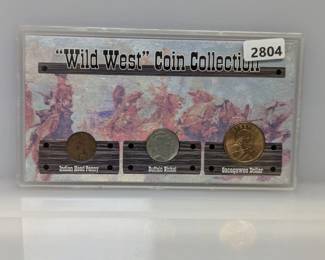 2804
"Wild West" Coin Collection
Indian Head Penny
Buffalo Nickel
Sacagawea Dollar